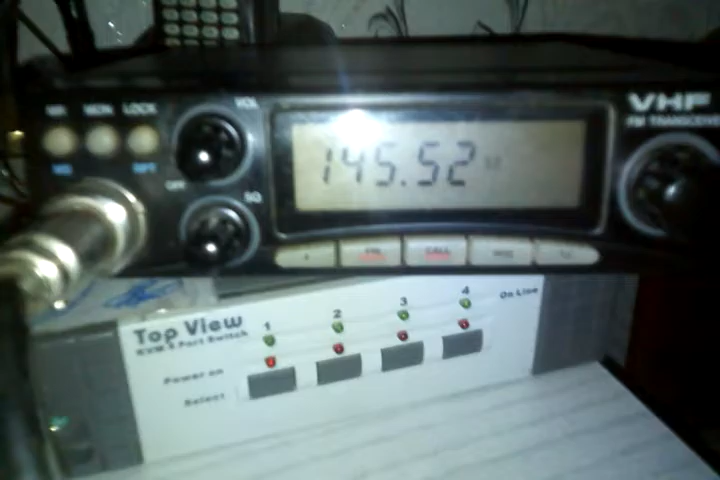 MR MON LOCK
VOL
VHF
FM TRANSCEIVER
145.52
OFF
SQ
CALL
Top View
KVM 4 Port Switch
1 2 3 4
On Line
Power on
Select